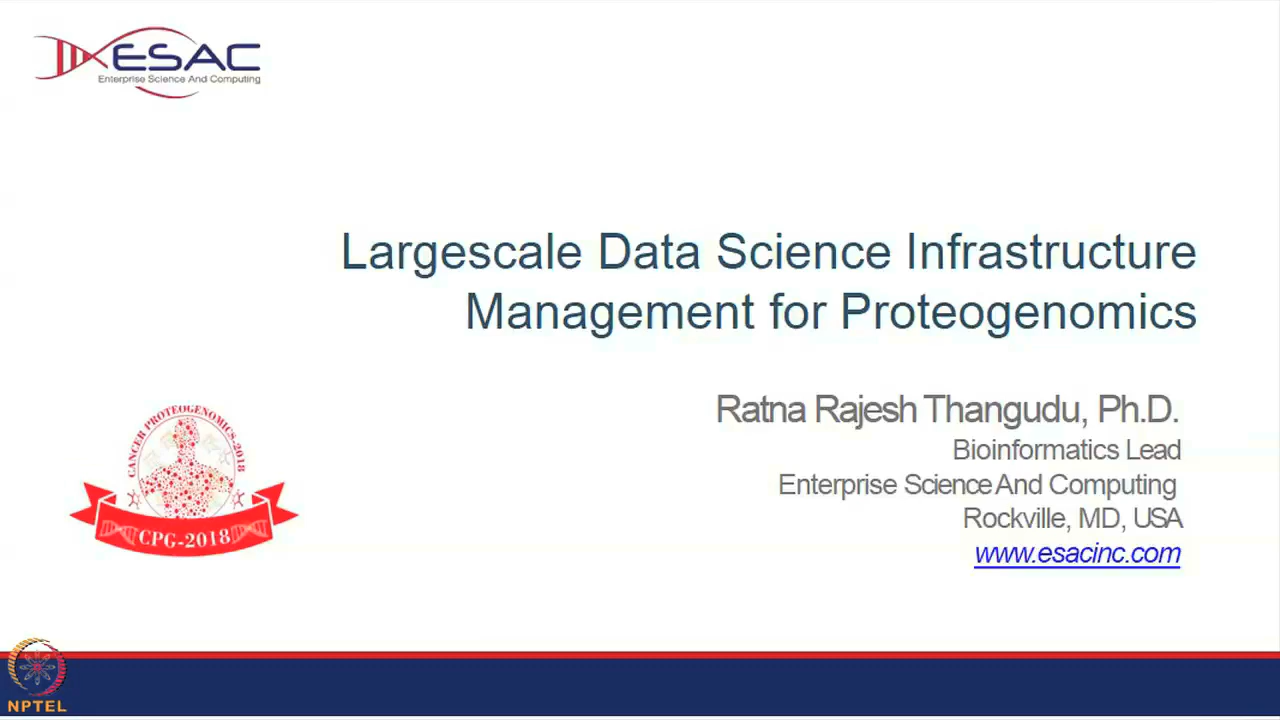 ESAC
Enterprise Science And Computing
Largescale Data Science Infrastructure
Management for Proteogenomics
Ratna Rajesh Thangudu, Ph.D.
Bioinformatics Lead
Enterprise Science And Computing
Rockville, MD, USA
www.esacinc.com
CANCER PROTEOGENOMICS-2018
CPG-2018
NPTEL